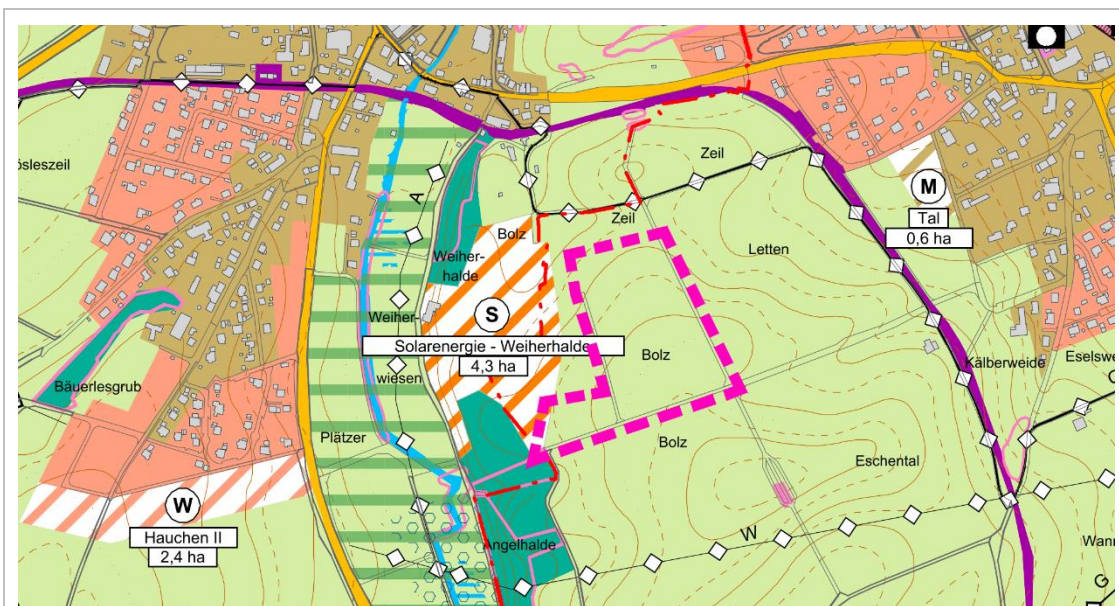 Zeil
ösleszeil
M
Zeil
Tal
A
Bolz
0,6 ha
Weiher-
halde
Letten
S
Weiher-
Solarenergie - Weiherhalde
Bolz
4,3 ha
Kälberweide
Eselswe
wiesen
Bäuerlesgrub
Plätzer
Bolz
Eschental
W
Hauchen II
2,4 ha
W
Angelhalde
Wann
G